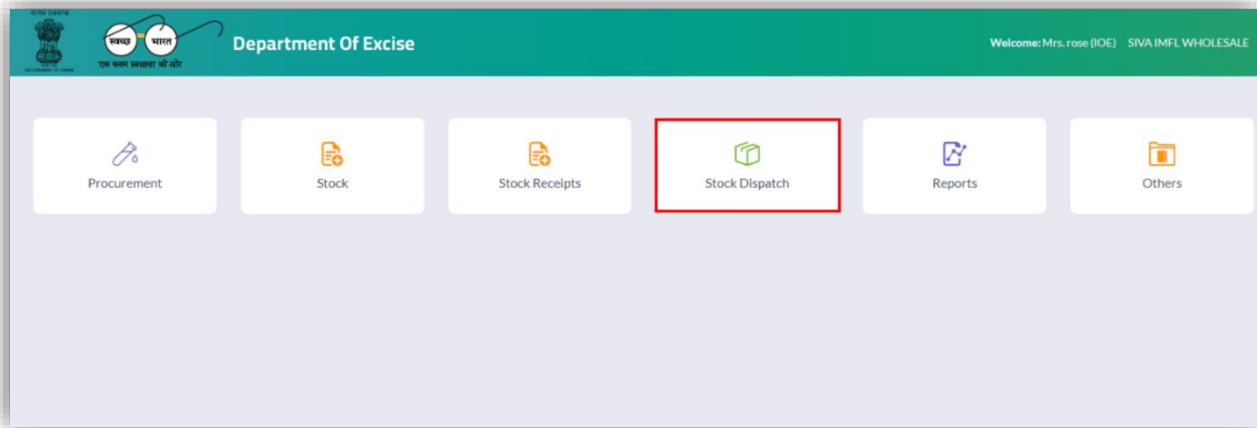 स्वच्छ भारत
एक कदम स्वच्छता की ओर
Department Of Excise
Welcome: Mrs. rose (IOE) SIVA IMFL WHOLESALE
Procurement
Stock
Stock Receipts
Stock Dispatch
Reports
Others